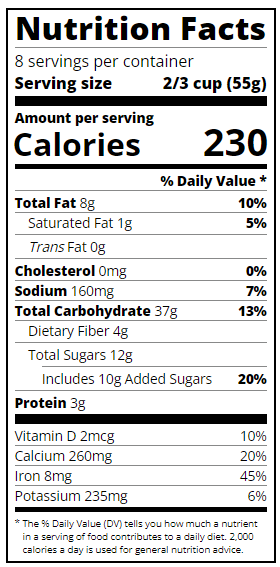 Nutrition Facts
8 servings per container
Serving size 2/3 cup (55g)
Amount per serving
Calories 230
% Daily Value *
Total Fat 8g 10%
Saturated Fat 1g 5%
Trans Fat 0g
Cholesterol 0mg 0%
Sodium 160mg 7%
Total Carbohydrate 37g 13%
Dietary Fiber 4g
Total Sugars 12g
Includes 10g Added Sugars 20%
Protein 3g
Vitamin D 2mcg 10%
Calcium 260mg 20%
Iron 8mg 45%
Potassium 235mg 6%
* The % Daily Value (DV) tells you how much a nutrient
in a serving of food contributes to a daily diet. 2,000
calories a day is used for general nutrition advice.